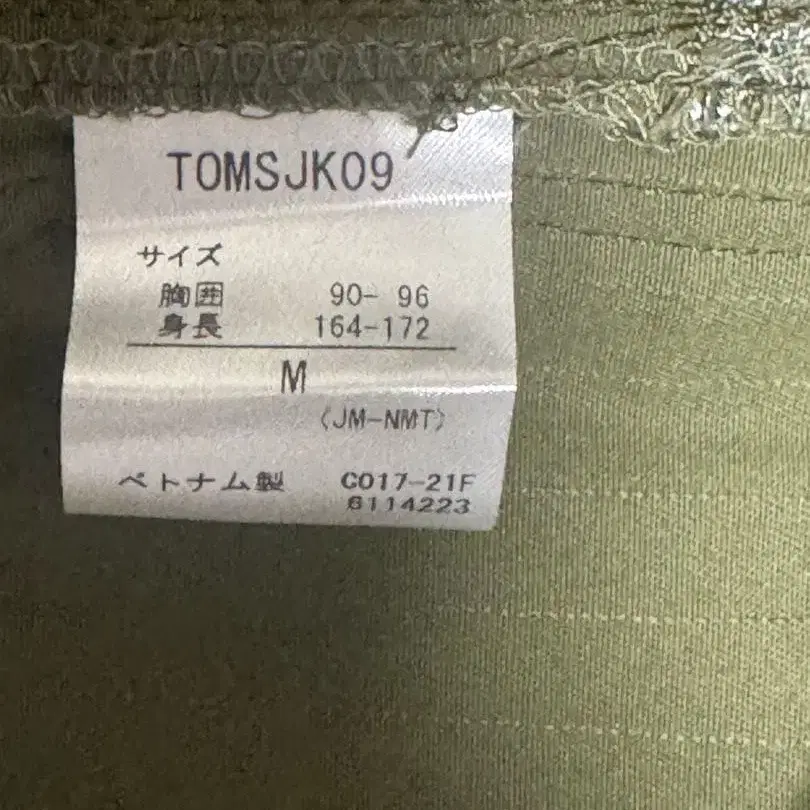 TOMSJK09
サイズ
胸囲 90- 96
身長 164-172
M
(JM-NMT)
ベトナム製 C017-21F
6114223